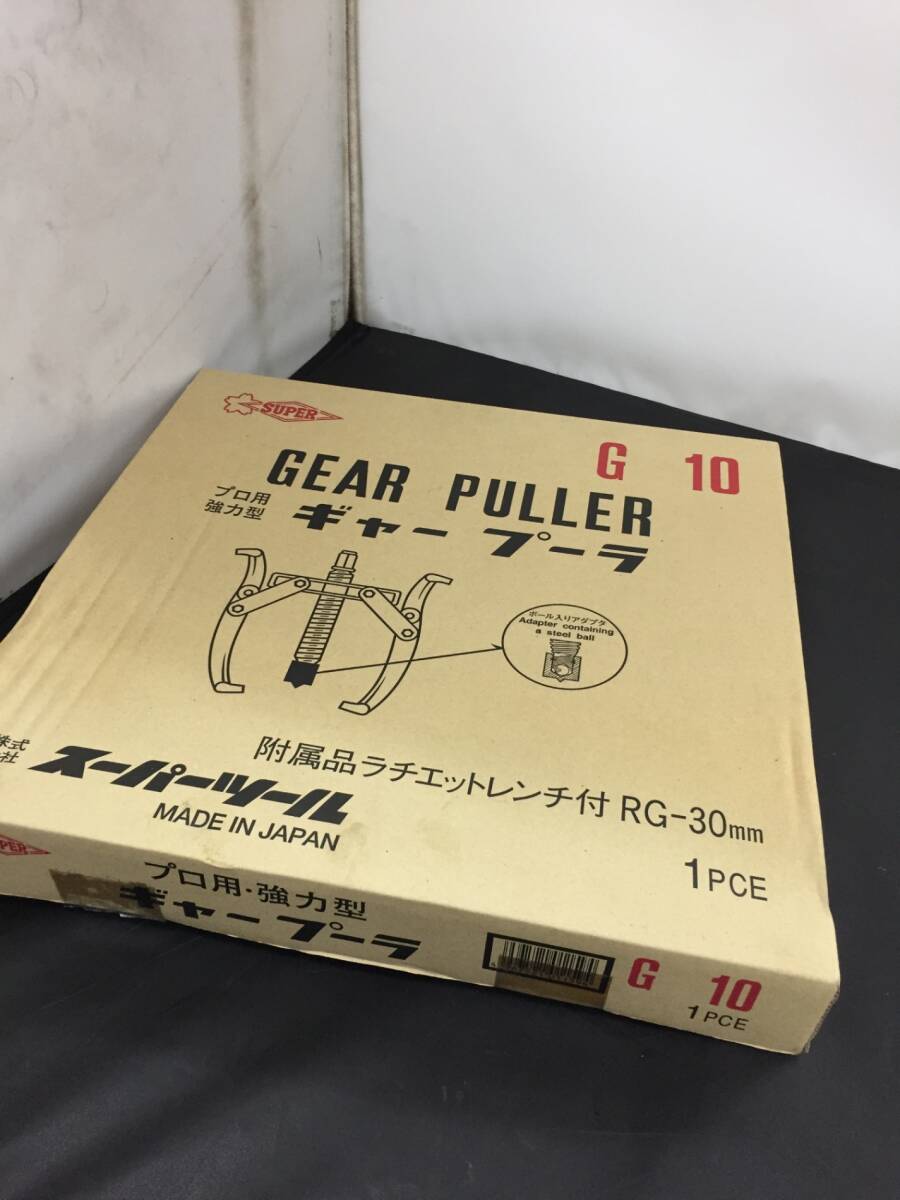 SUPER
G 10
GEAR PULLER
プロ用
強力型
ギャープーラ
ボール入りアダプタ
Adapter containing
a steel ball
附属品ラチエットレンチ付 RG-30mm
株式
スーパーツール
MADE IN JAPAN
1PCE
プロ用・強力型
ギャープーラ
G 10
1PCE